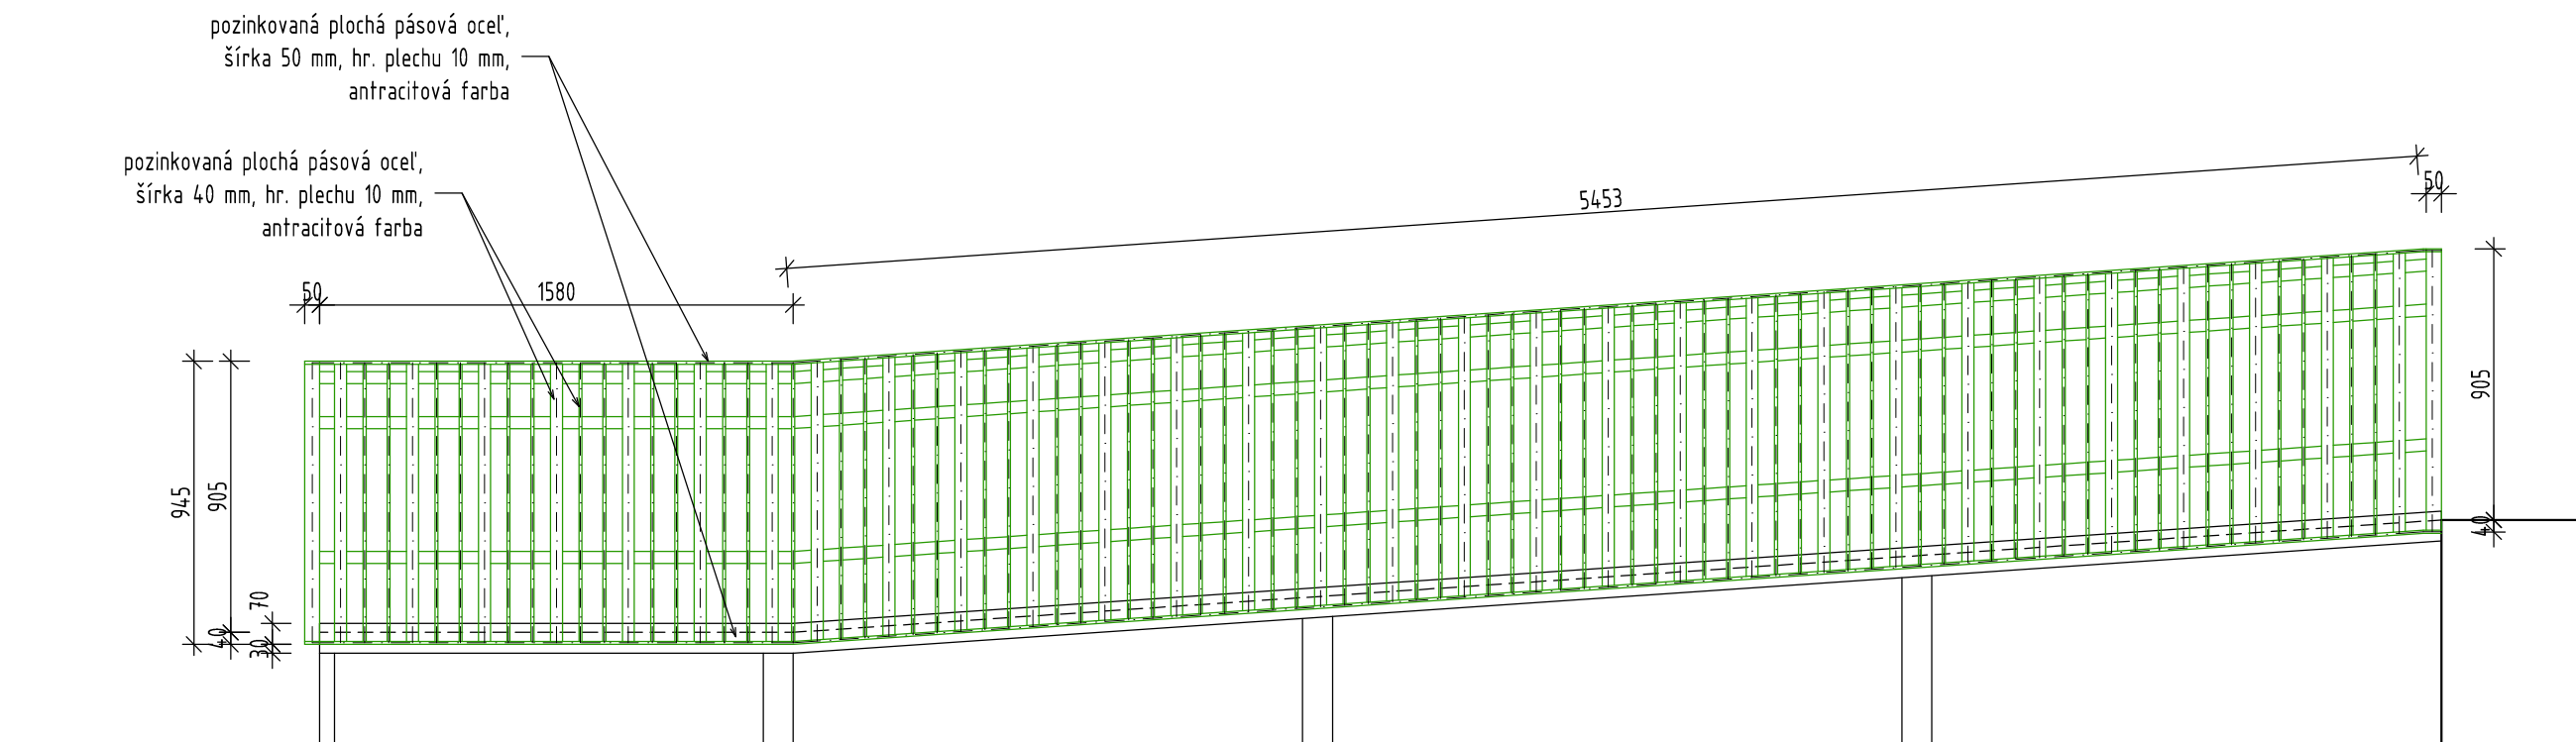 pozinkovaná plochá pásová oceľ,
šírka 50 mm, hr. plechu 10 mm,
antracitová farba
pozinkovaná plochá pásová oceľ,
šírka 40 mm, hr. plechu 10 mm,
antracitová farba
5453
50
50
1580
905
40
945
905
40
70
30